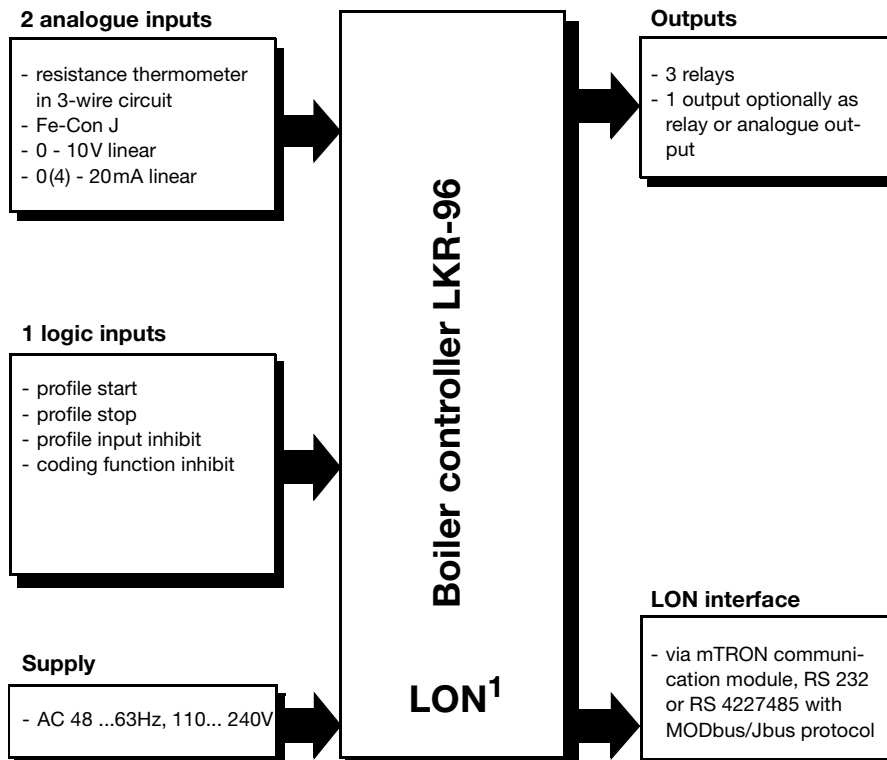 2 analogue inputs
- resistance thermometer
in 3-wire circuit
- Fe-Con J
- 0 - 10V linear
- 0(4) - 20mA linear
1 logic inputs
- profile start
- profile stop
- profile input inhibit
- coding function inhibit
Supply
- AC 48 ...63Hz, 110... 240V
Boiler controller LKR-96
LON¹
Outputs
- 3 relays
- 1 output optionally as
relay or analogue out-
put
LON interface
- via mTRON communi-
cation module, RS 232
or RS 4227485 with
MODbus/Jbus protocol